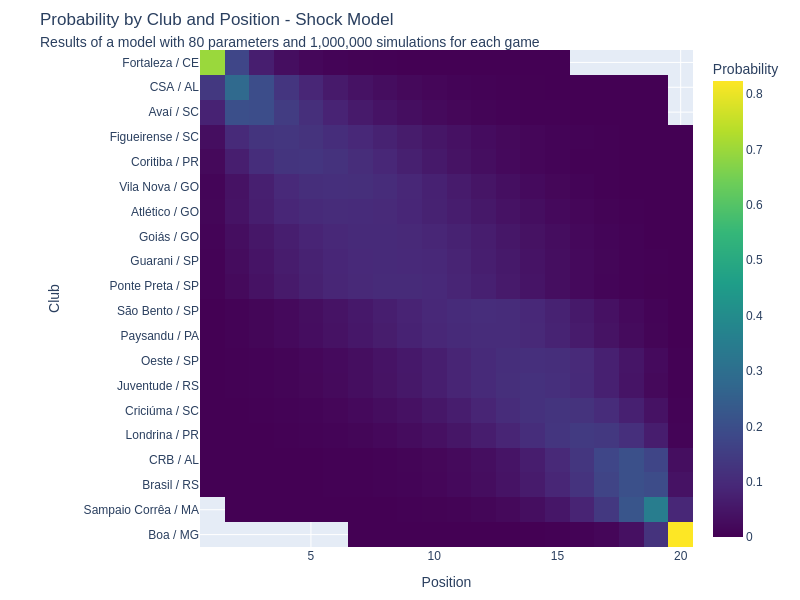 Probability by Club and Position - Shock Model
Results of a model with 80 parameters and 1,000,000 simulations for each game
Probability
Fortaleza / CE
CSA / AL
Avaí / SC
Figueirense / SC
Coritiba / PR
Vila Nova / GO
Atlético / GO
Goiás / GO
Guarani / SP
Ponte Preta / SP
São Bento / SP
Paysandu / PA
Oeste / SP
Juventude / RS
Criciúma / SC
Londrina / PR
CRB / AL
Brasil / RS
Sampaio Corrêa / MA
Boa / MG
Club
5
10
15
20
Position
0.8
0.7
0.6
0.5
0.4
0.3
0.2
0.1
0